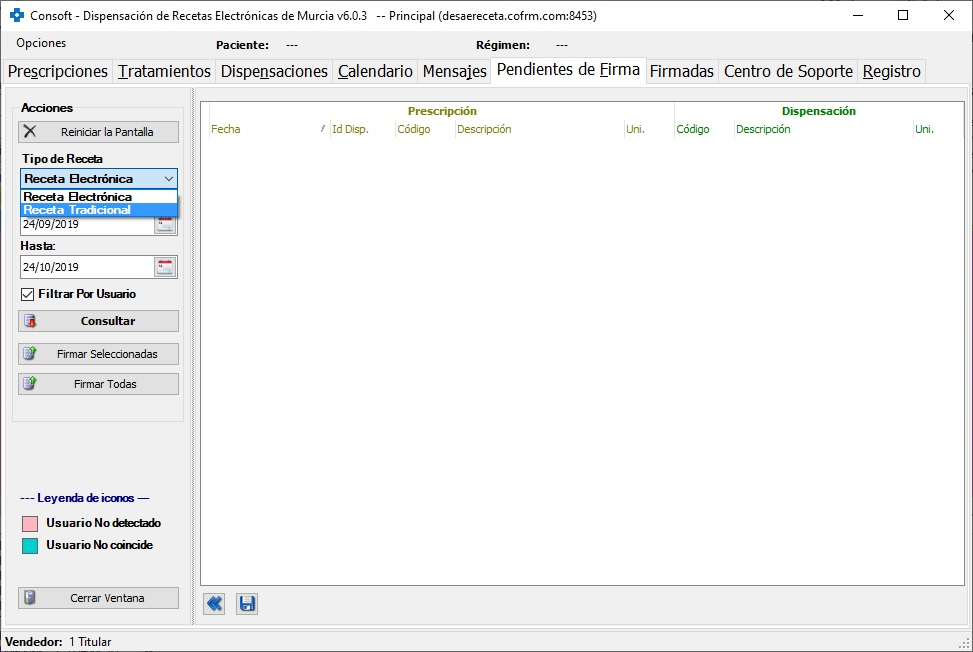 Consoft - Dispensación de Recetas Electrónicas de Murcia v6.0.3 -- Principal (desaereceta.cofrm.com:8453)
Opciones Paciente: --- Régimen: ---
Prescripciones Tratamientos Dispensaciones Calendario Mensajes Pendientes de Firma Firmadas Centro de Soporte Registro
Acciones
Reiniciar la Pantalla
Tipo de Receta
Receta Electrónica
Receta Electrónica
Receta Tradicional
24/09/2019
Hasta:
24/10/2019
Filtrar Por Usuario
Consultar
Firmar Seleccionadas
Firmar Todas
--- Leyenda de iconos ---
Usuario No detectado
Usuario No coincide
Cerrar Ventana
Prescripción Dispensación
Fecha / Id Disp. Código Descripción Uni. Código Descripción Uni.
Vendedor: 1 Titular